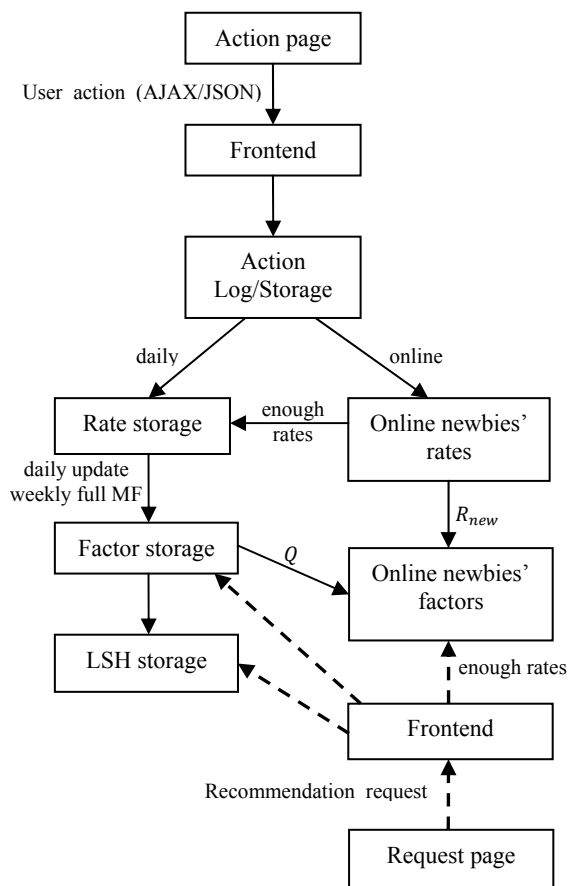 Action page
User action (AJAX/JSON)
Frontend
Action
Log/Storage
daily
online
Rate storage
enough
rates
Online newbies’
rates
daily update
weekly full MF
R_new
Factor storage
Q
Online newbies’
factors
LSH storage
enough rates
Frontend
Recommendation request
Request page